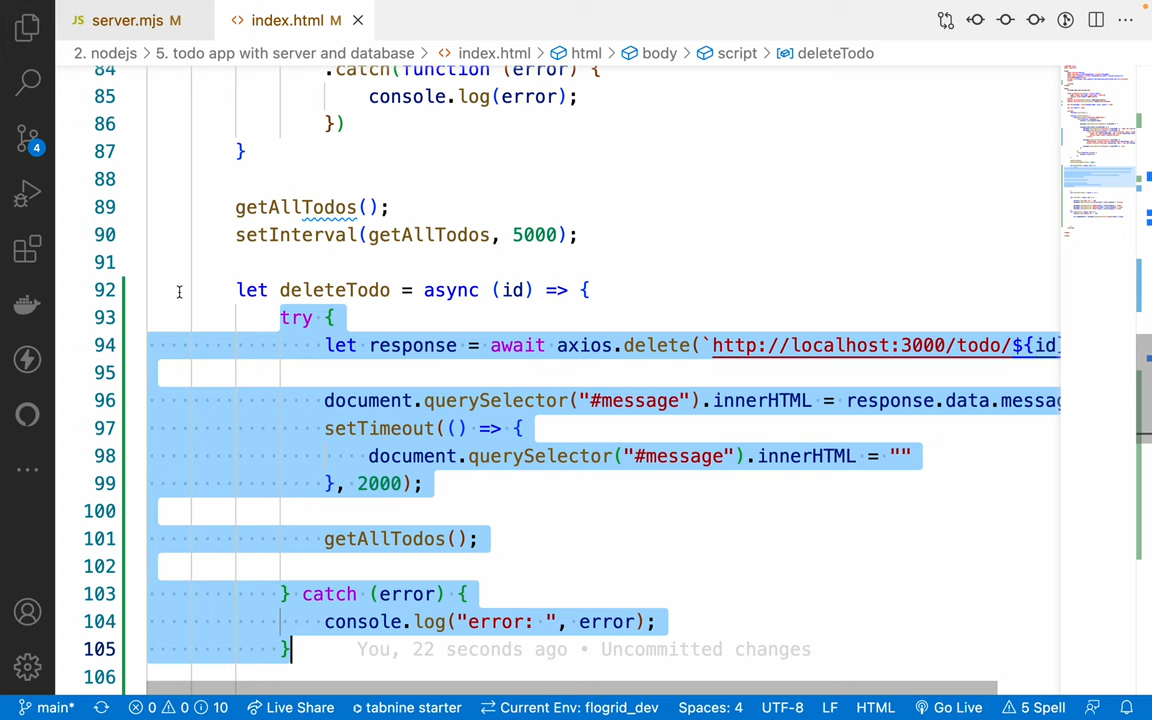 JS server.mjs M
<> index.html M
2. nodejs > 5. todo app with server and database > <> index.html > html > body > script > deleteTodo
84 .catch(function (error) {
85 console.log(error);
86 })
87 }
88
89 getAllTodos();
90 setInterval(getAllTodos, 5000);
91
92 let deleteTodo = async (id) => {
93 try {
94 let response = await axios.delete(`http://localhost:3000/todo/${id
95
96 document.querySelector("#message").innerHTML = response.data.messag
97 setTimeout(() => {
98 document.querySelector("#message").innerHTML = ""
99 }, 2000);
100
101 getAllTodos();
102
103 } catch (error) {
104 console.log("error: ", error);
105 } You, 22 seconds ago • Uncommitted changes
106
4
main* 0 0 10 Live Share tabnine starter Current Env: flogrid_dev Spaces: 4 UTF-8 LF HTML Go Live 5 Spell